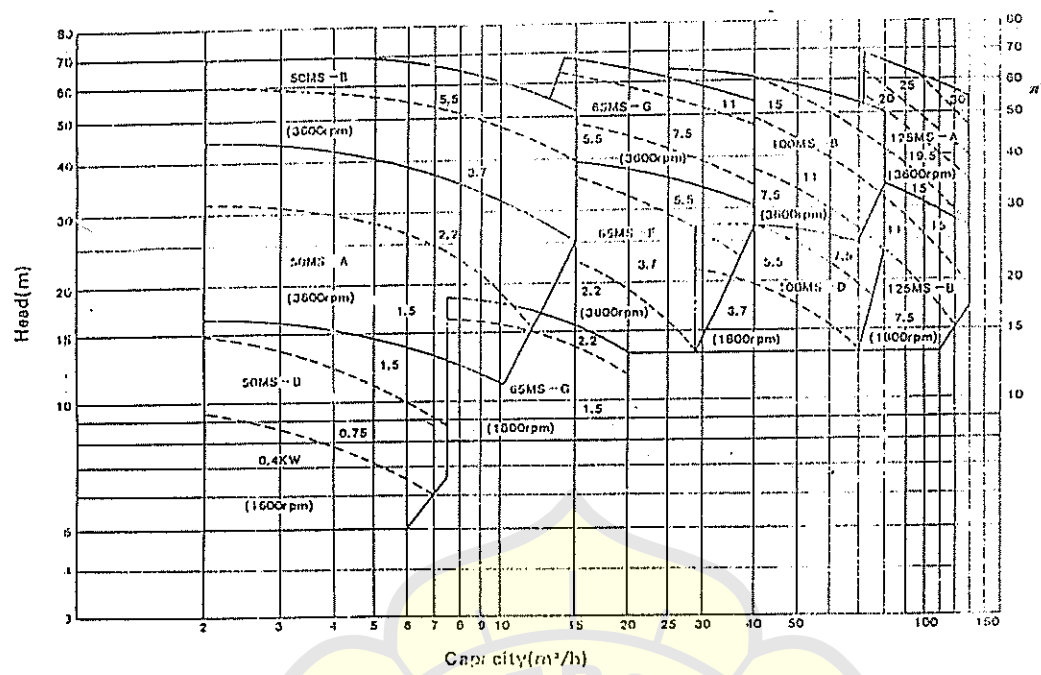 80
70
60
50
40
30
20
15
10
5
4
3
Head(m)
2 3 4 5 6 7 8 9 10 15 20 25 30 40 50 100 150
Capacity(m³/h)
80
70
60
50
40
30
20
15
10
50MS-B
5.5
(3600rpm)
3.7
2.2
50MS-A
(3600rpm)
1.5
1.5
50MS-D
0.75
0.4KW
(1600rpm)
65MS-G
11
15
5.5
7.5
(3600rpm)
5.5
65MS-F
3.7
2.2
(3600rpm)
2.2
65MS-G
1.5
(1800rpm)
100MS-B
11
7.5
(3600rpm)
7.5
5.5
100MS-D
3.7
(1800rpm)
25
20
30
125MS-A
19.5
(3600rpm)
15
15
11
125MS-B
7.5
(1800rpm)